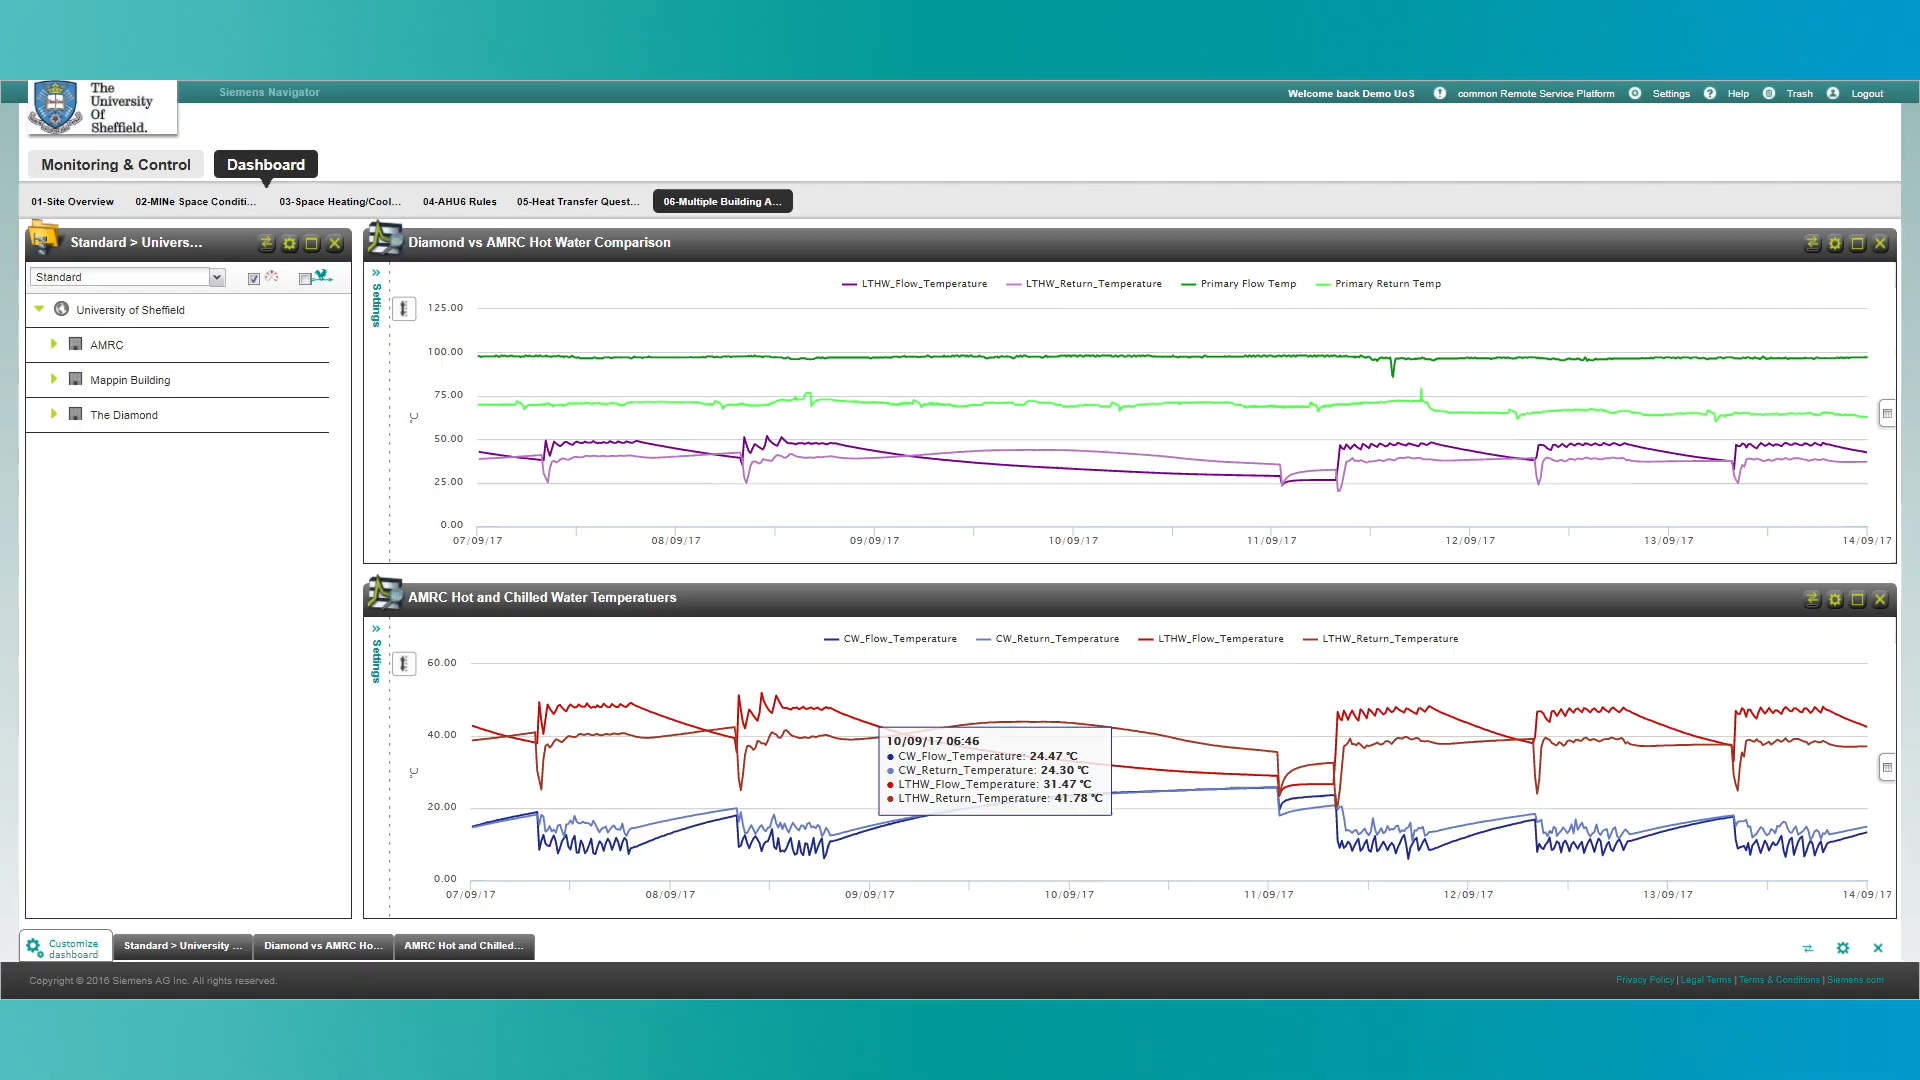 The
University
Of
Sheffield.
Siemens Navigator
Welcome back Demo UoS
common Remote Service Platform
Settings
Help
Trash
Logout
Monitoring & Control
Dashboard
01-Site Overview
02-MINe Space Conditi...
03-Space Heating/Cool...
04-AHU6 Rules
05-Heat Transfer Quest...
06-Multiple Building A...
Standard > Univers...
Standard
University of Sheffield
AMRC
Mappin Building
The Diamond
Diamond vs AMRC Hot Water Comparison
Settings
LTHW_Flow_Temperature
LTHW_Return_Temperature
Primary Flow Temp
Primary Return Temp
125.00
100.00
75.00
°C
50.00
25.00
0.00
07/09/17
08/09/17
09/09/17
10/09/17
11/09/17
12/09/17
13/09/17
14/09/17
AMRC Hot and Chilled Water Temperatuers
Settings
CW_Flow_Temperature
CW_Return_Temperature
LTHW_Flow_Temperature
LTHW_Return_Temperature
60.00
40.00
°C
20.00
0.00
10/09/17 06:46
CW_Flow_Temperature: 24.47 °C
CW_Return_Temperature: 24.30 °C
LTHW_Flow_Temperature: 31.47 °C
LTHW_Return_Temperature: 41.78 °C
07/09/17
08/09/17
09/09/17
10/09/17
11/09/17
12/09/17
13/09/17
14/09/17
Customize
dashboard
Standard > University ...
Diamond vs AMRC Ho...
AMRC Hot and Chilled...
Copyright © 2016 Siemens AG Inc. All rights reserved.
Privacy Policy | Legal Terms | Terms & Conditions | Siemens.com